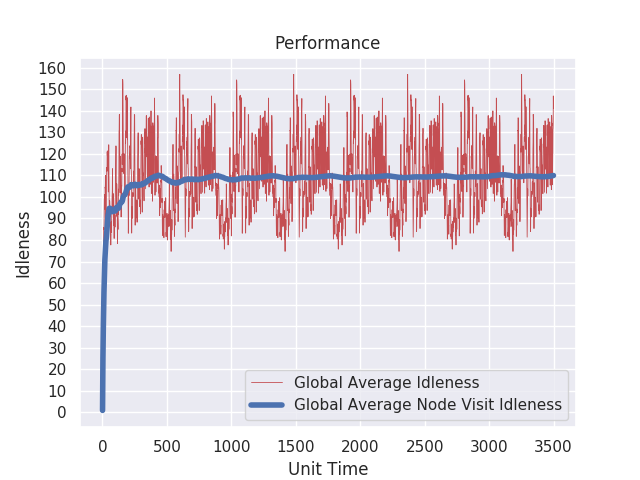 Performance
160
150
140
130
120
110
100
90
80
70
60
50
40
30
20
10
0
Idleness
Global Average Idleness
Global Average Node Visit Idleness
0 500 1000 1500 2000 2500 3000 3500
Unit Time